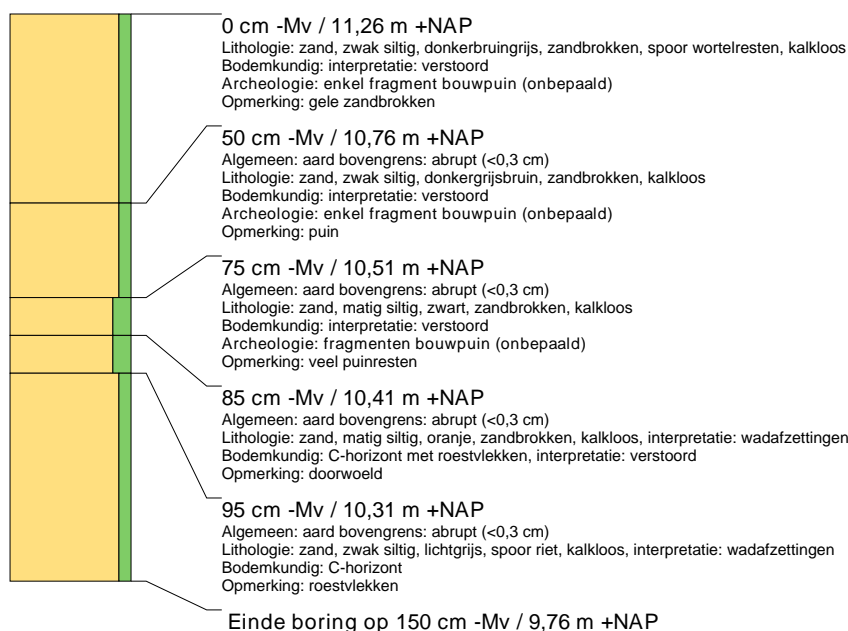 0 cm -Mv / 11,26 m +NAP
Lithologie: zand, zwak siltig, donkerbruingrijs, zandbrokken, spoor wortelresten, kalkloos
Bodemkundig: interpretatie: verstoord
Archeologie: enkel fragment bouwpuin (onbepaald)
Opmerking: gele zandbrokken
50 cm -Mv / 10,76 m +NAP
Algemeen: aard bovengrens: abrupt (<0,3 cm)
Lithologie: zand, zwak siltig, donkergrijsbruin, zandbrokken, kalkloos
Bodemkundig: interpretatie: verstoord
Archeologie: enkel fragment bouwpuin (onbepaald)
Opmerking: puin
75 cm -Mv / 10,51 m +NAP
Algemeen: aard bovengrens: abrupt (<0,3 cm)
Lithologie: zand, matig siltig, zwart, zandbrokken, kalkloos
Bodemkundig: interpretatie: verstoord
Archeologie: fragmenten bouwpuin (onbepaald)
Opmerking: veel puinresten
85 cm -Mv / 10,41 m +NAP
Algemeen: aard bovengrens: abrupt (<0,3 cm)
Lithologie: zand, matig siltig, oranje, zandbrokken, kalkloos, interpretatie: wadafzettingen
Bodemkundig: C-horizont met roestvlekken, interpretatie: verstoord
Opmerking: doorwoeld
95 cm -Mv / 10,31 m +NAP
Algemeen: aard bovengrens: abrupt (<0,3 cm)
Lithologie: zand, zwak siltig, lichtgrijs, spoor riet, kalkloos, interpretatie: wadafzettingen
Bodemkundig: C-horizont
Opmerking: roestvlekken
Einde boring op 150 cm -Mv / 9,76 m +NAP